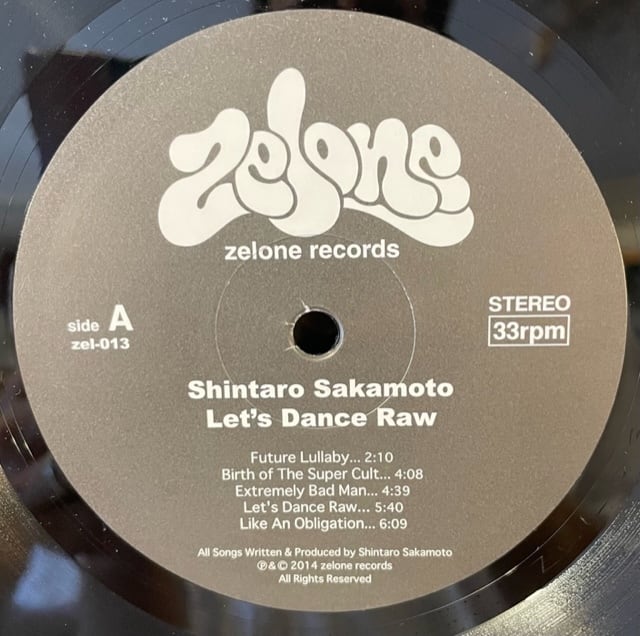 zelone
zelone records
side A
zel-013
STEREO
33rpm
Shintaro Sakamoto
Let's Dance Raw
Future Lullaby... 2:10
Birth of The Super Cult... 4:08
Extremely Bad Man... 4:39
Let's Dance Raw... 5:40
Like An Obligation... 6:09
All Songs Written & Produced by Shintaro Sakamoto
℗&© 2014 zelone records
All Rights Reserved